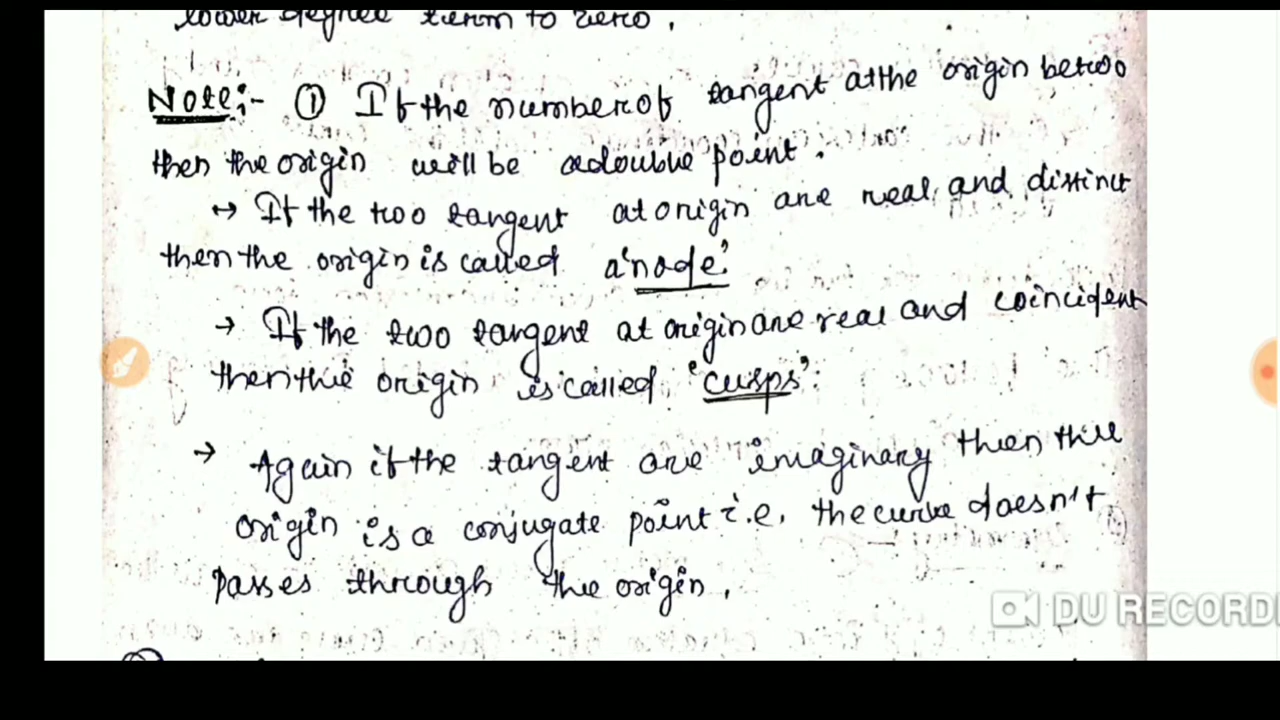 lower degree term to zero.
Note:- ① If the number of tangent at the origin be two
then the origin will be a double point.
↔ If the two tangent at origin are real, and distinct
then the origin is called a 'node'
→ If the two tangent at origin are real and coincident
then the origin is called 'cusps':
→ Again if the tangent are imaginary then the
origin is a conjugate point i.e. the curve doesn't
passes through the origin.
DU RECORD